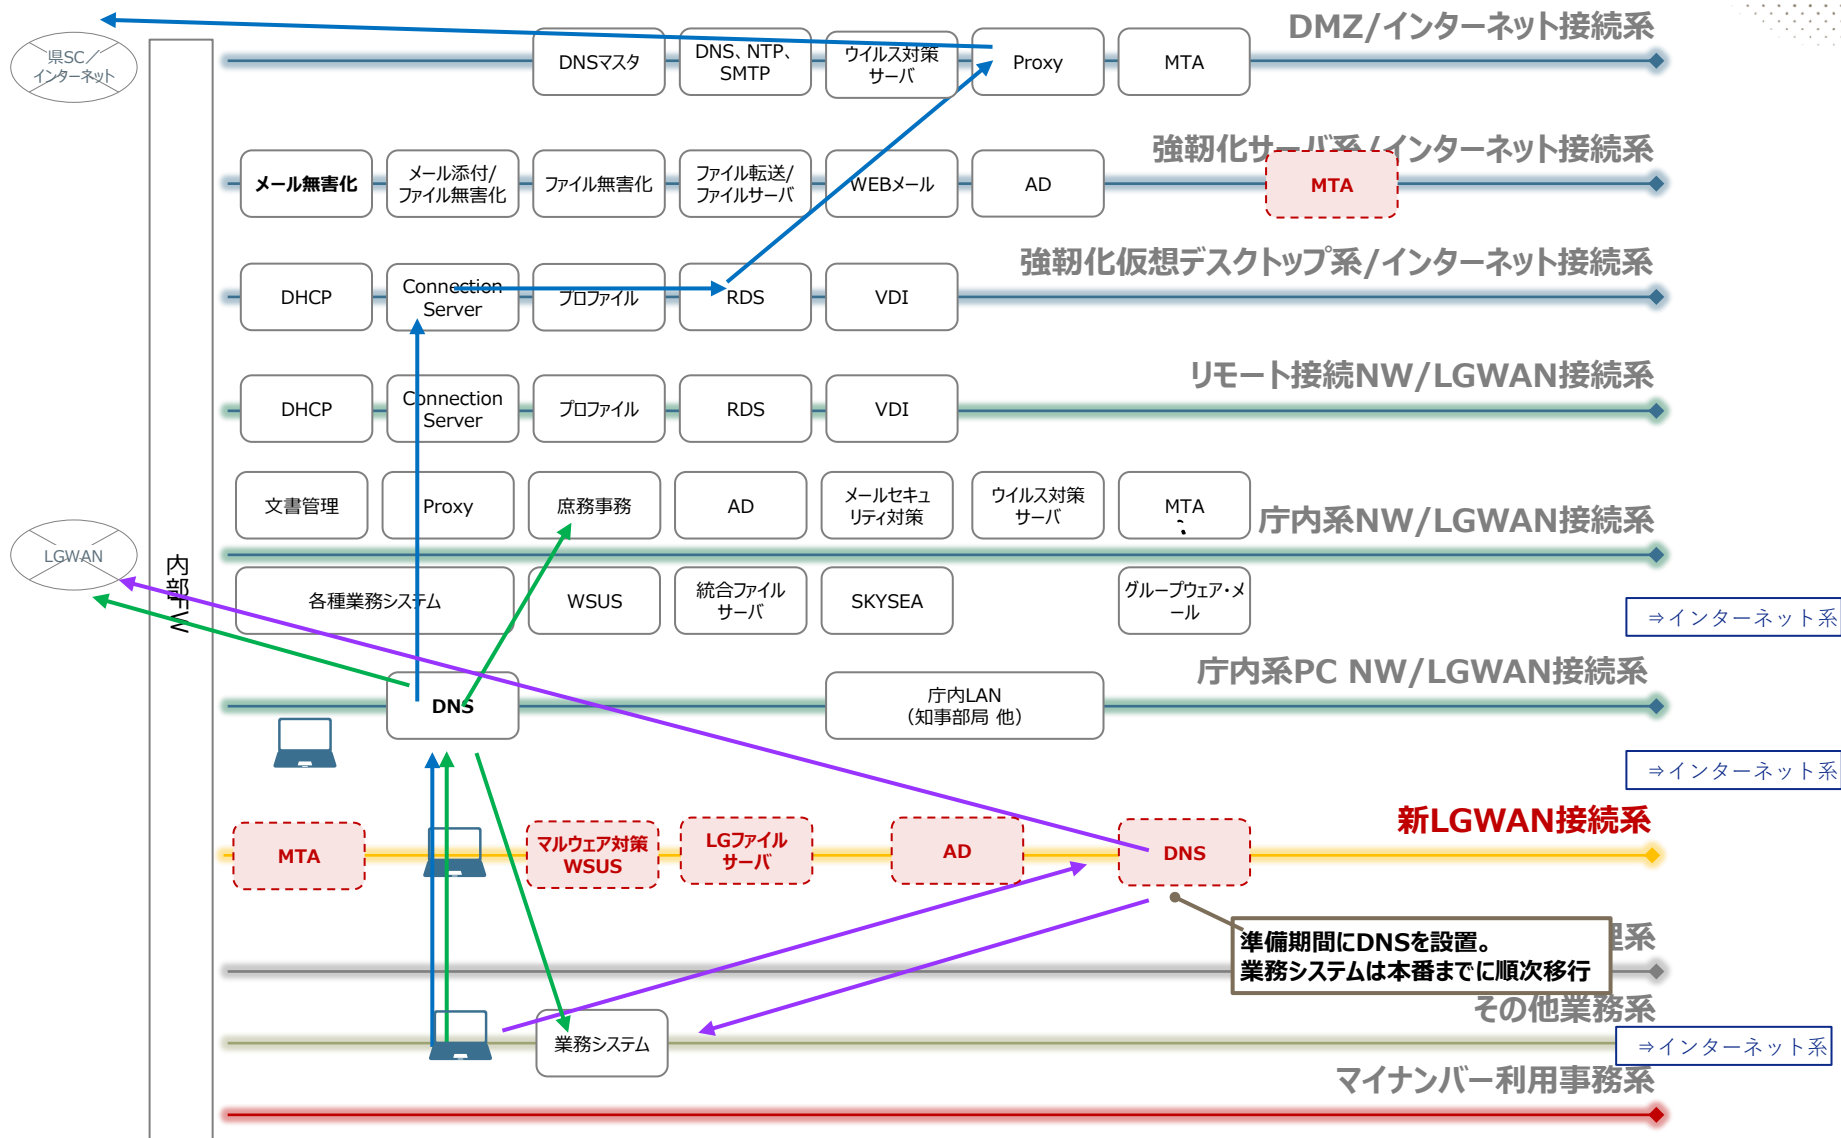 DMZ/インターネット接続系
県SC／
インターネット
DNSマスタ
DNS、NTP、
SMTP
ウイルス対策
サーバ
Proxy
MTA
強靭化サーバ系/インターネット接続系
メール無害化
メール添付/
ファイル無害化
ファイル無害化
ファイル転送/
ファイルサーバ
WEBメール
AD
MTA
強靭化仮想デスクトップ系/インターネット接続系
DHCP
Connection
Server
プロファイル
RDS
VDI
リモート接続NW/LGWAN接続系
DHCP
Connection
Server
プロファイル
RDS
VDI
文書管理
Proxy
庶務事務
AD
メールセキュ
リティ対策
ウイルス対策
サーバ
MTA
庁内系NW/LGWAN接続系
LGWAN
内部FW
各種業務システム
WSUS
統合ファイル
サーバ
SKYSEA
グループウェア・メ
ール
⇒インターネット系
庁内系PC NW/LGWAN接続系
DNS
庁内LAN
（知事部局 他）
⇒インターネット系
新LGWAN接続系
MTA
マルウェア対策
WSUS
LGファイル
サーバ
AD
DNS
準備期間にDNSを設置。
業務システムは本番までに順次移行
理系
その他業務系
業務システム
⇒インターネット系
マイナンバー利用事務系